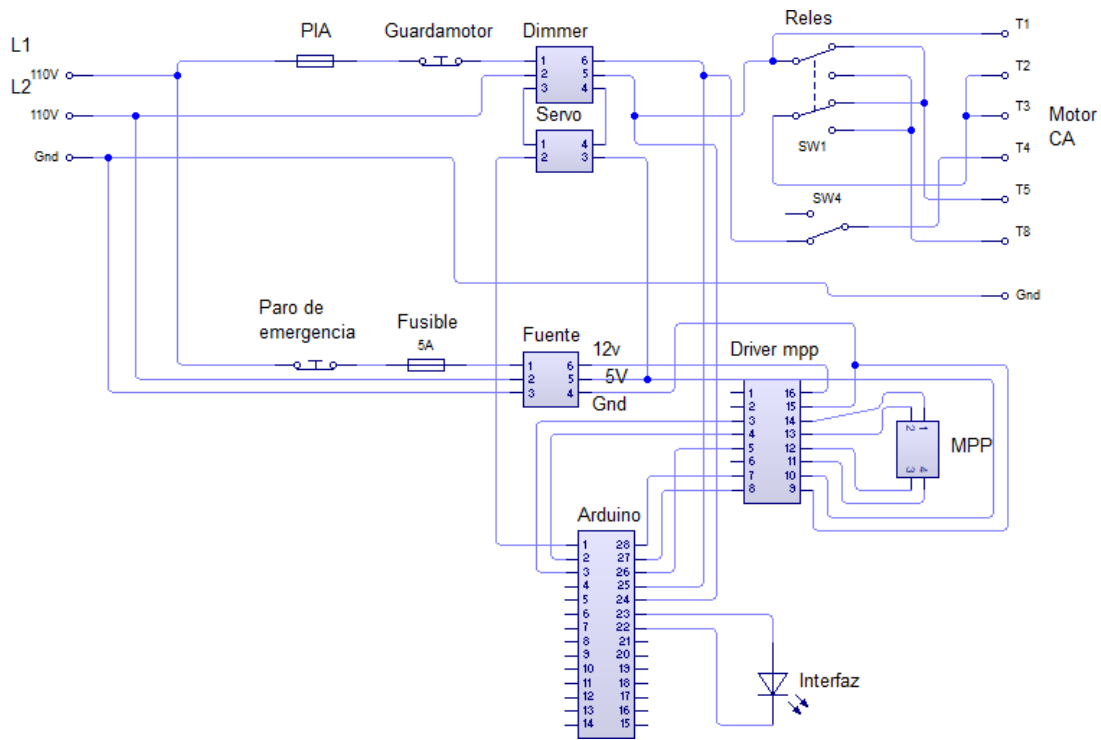 Reles
T1
PIA
Guardamotor
Dimmer
L1
110V
1 6
2 5
3 4
T2
L2
110V
Servo
T3
Motor
CA
1 4
2 3
SW1
T4
Gnd
SW4
T5
T8
Gnd
Paro de
emergencia
Fusible
5A
Fuente
12v
5V
Gnd
1 6
2 5
3 4
Driver mpp
1 16
2 15
3 14
4 13
5 12
6 11
7 10
8 9
1
2
3
4
MPP
Arduino
1 28
2 27
3 26
4 25
5 24
6 23
7 22
8 21
9 20
10 19
11 18
12 17
13 16
14 15
Interfaz